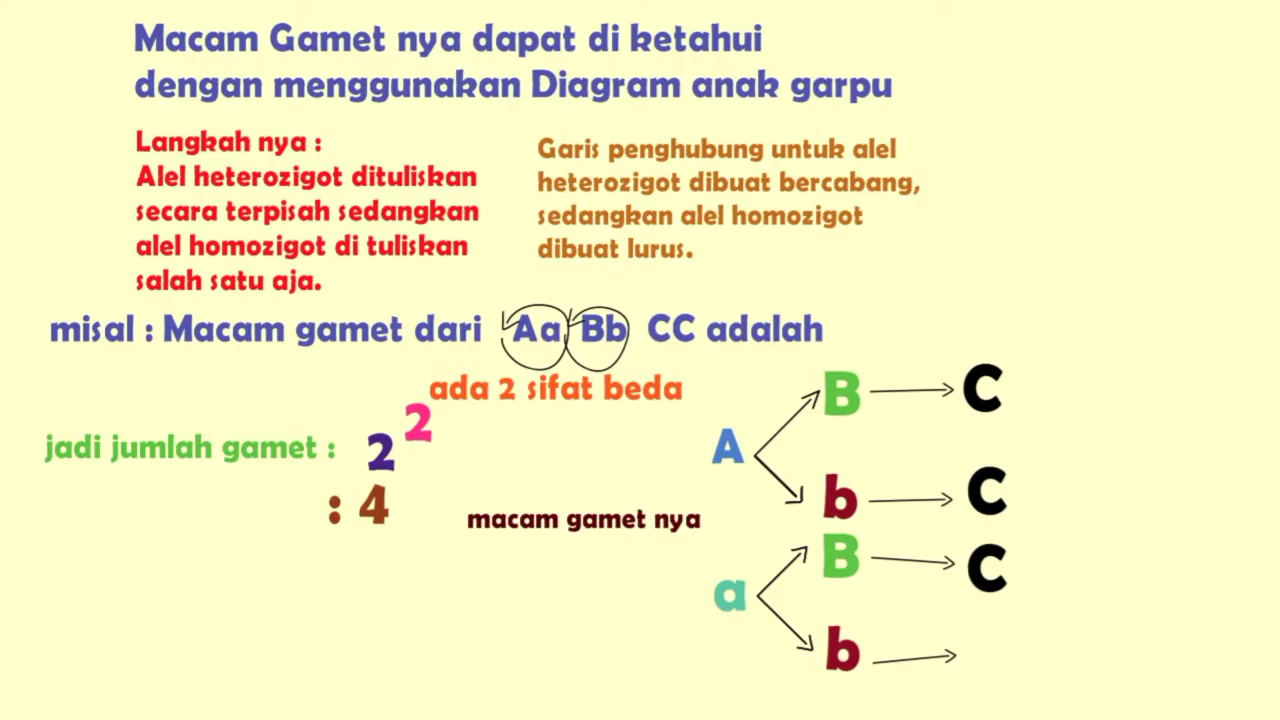 Macam Gamet nya dapat di ketahui
dengan menggunakan Diagram anak garpu
Langkah nya :
Alel heterozigot dituliskan
secara terpisah sedangkan
alel homozigot di tuliskan
salah satu aja.
Garis penghubung untuk alel
heterozigot dibuat bercabang,
sedangkan alel homozigot
dibuat lurus.
misal : Macam gamet dari Aa Bb CC adalah
ada 2 sifat beda
jadi jumlah gamet : 2 2
: 4
macam gamet nya
A
B C
b C
a
B C
b